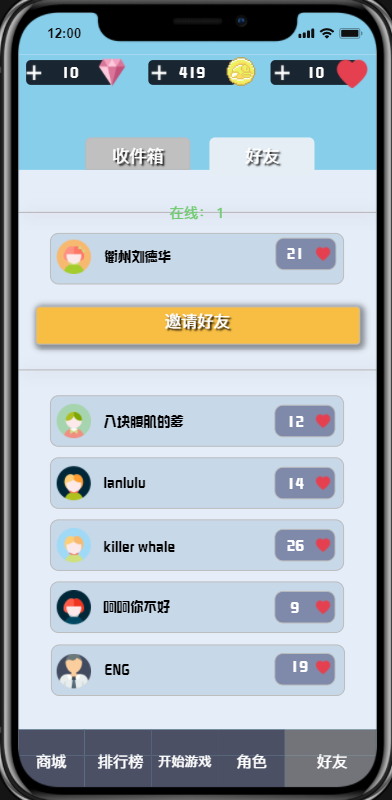 12:00
10 419 10
收件箱 好友
在线： 1
衢州刘德华 21
邀请好友
八块腹肌的爹 12
lanlulu 14
killer whale 26
呵呵你不好 9
ENG 19
商城 排行榜 开始游戏 角色 好友